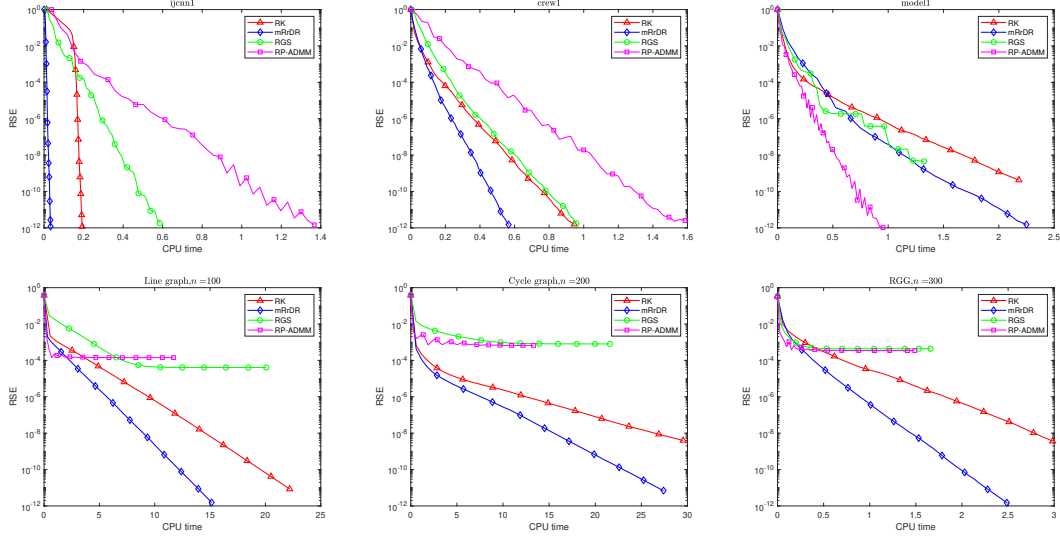 ijcnn1
10^0
10^-2
10^-4
10^-6
10^-8
10^-10
10^-12
RSE
0 0.2 0.4 0.6 0.8 1 1.2 1.4
CPU time
RK
mRrDR
RGS
RP-ADMM
crew1
10^0
10^-2
10^-4
10^-6
10^-8
10^-10
10^-12
RSE
0 0.2 0.4 0.6 0.8 1 1.2 1.4 1.6
CPU time
RK
mRrDR
RGS
RP-ADMM
model1
10^0
10^-2
10^-4
10^-6
10^-8
10^-10
10^-12
RSE
0 0.5 1 1.5 2 2.5
CPU time
RK
mRrDR
RGS
RP-ADMM
Line graph,n =100
10^0
10^-2
10^-4
10^-6
10^-8
10^-10
10^-12
RSE
0 5 10 15 20 25
CPU time
RK
mRrDR
RGS
RP-ADMM
Cycle graph,n =200
10^0
10^-2
10^-4
10^-6
10^-8
10^-10
10^-12
RSE
0 5 10 15 20 25 30
CPU time
RK
mRrDR
RGS
RP-ADMM
RGG,n =300
10^0
10^-2
10^-4
10^-6
10^-8
10^-10
10^-12
RSE
0 0.5 1 1.5 2 2.5 3
CPU time
RK
mRrDR
RGS
RP-ADMM